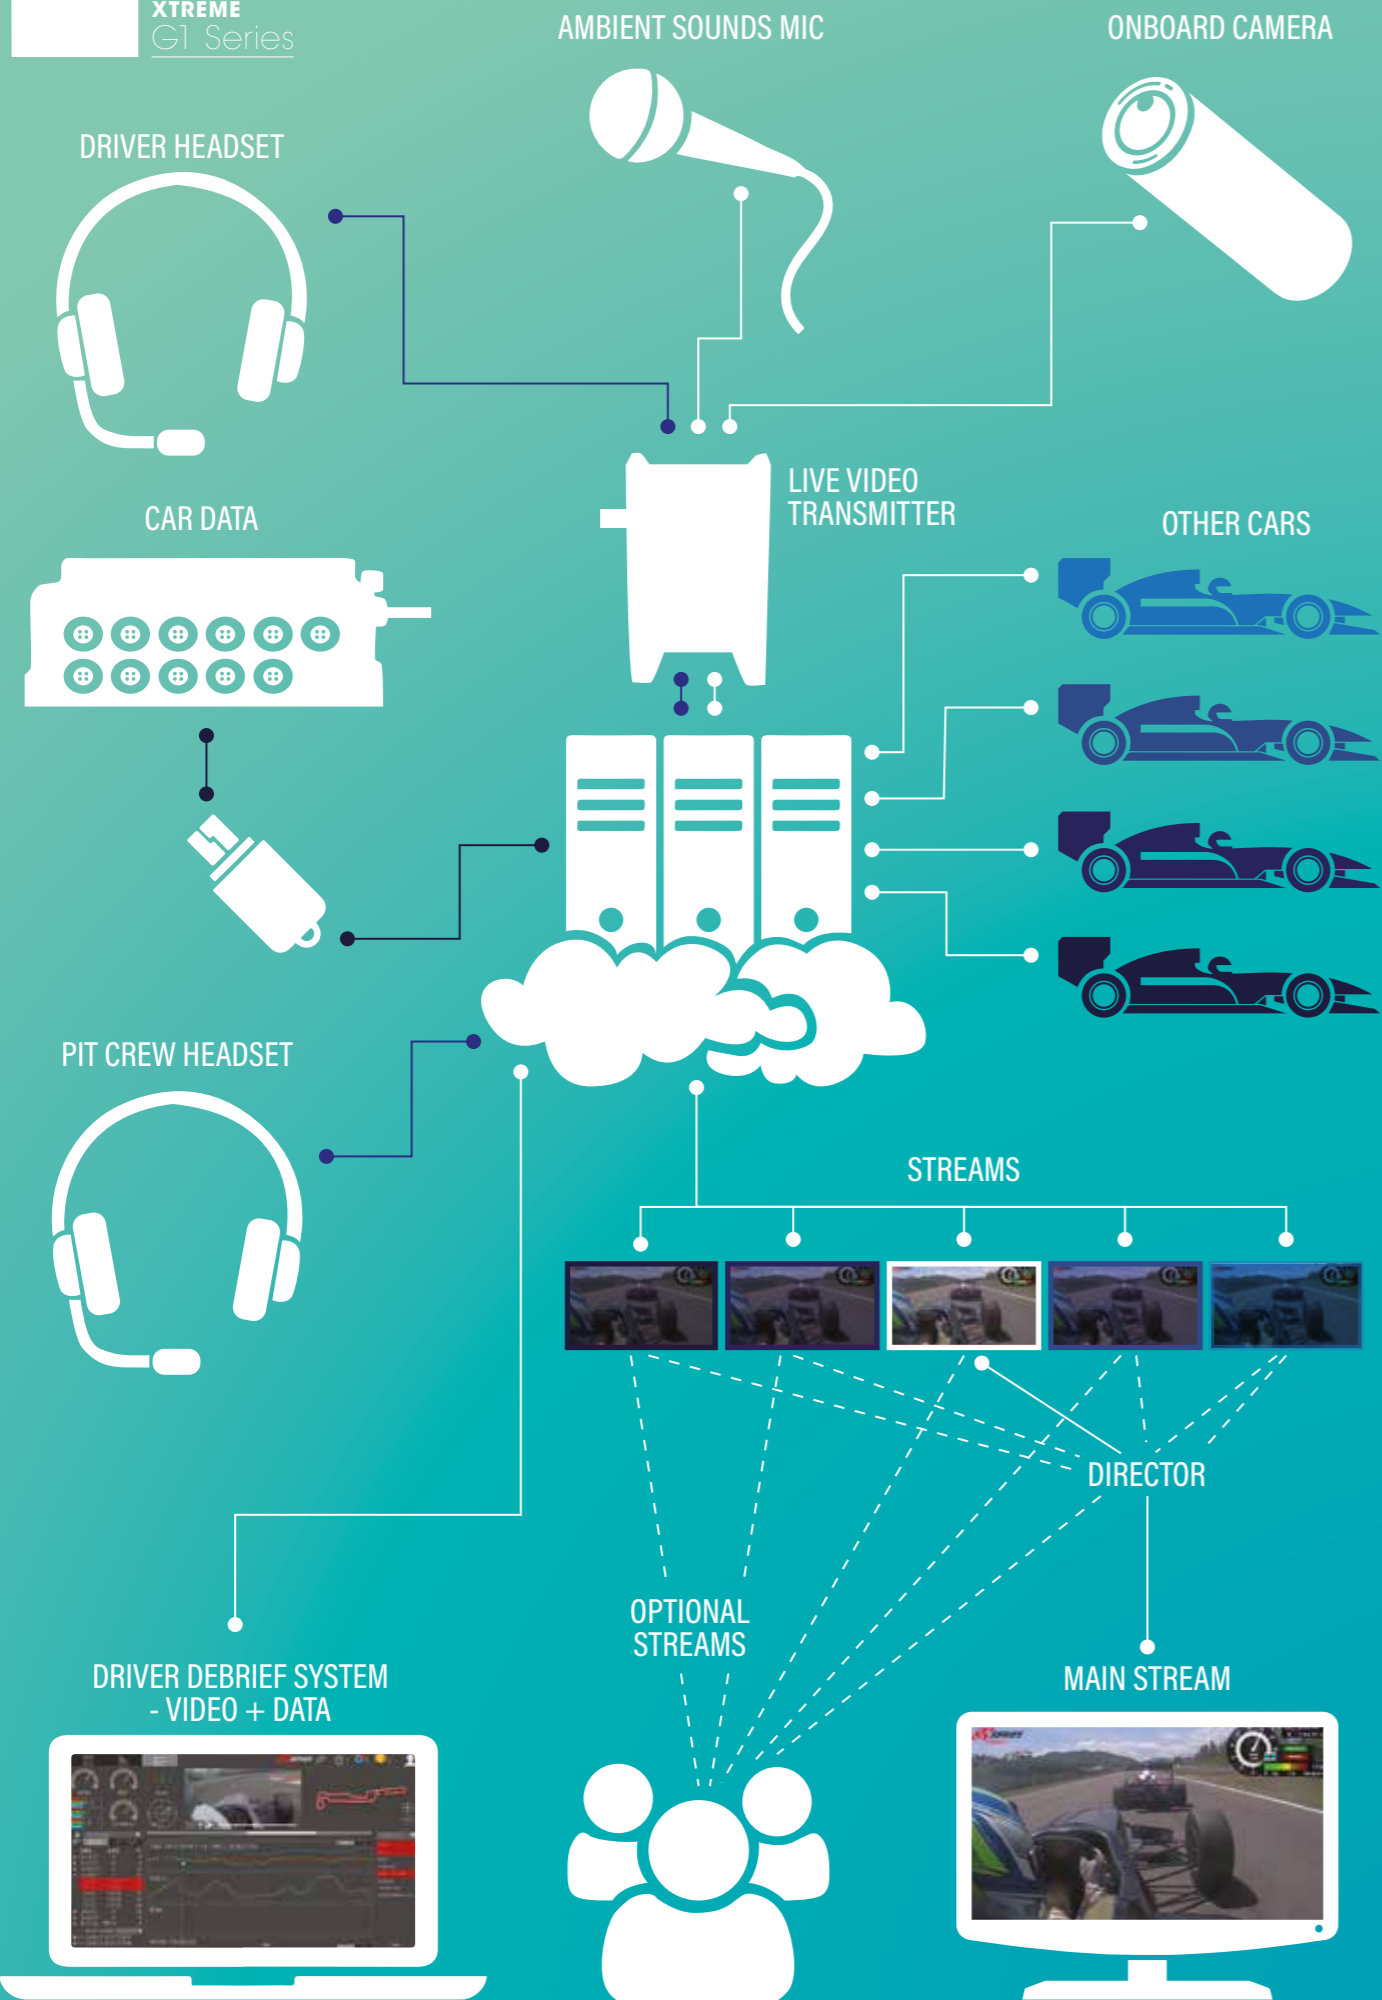 XTREME
G1 Series
AMBIENT SOUNDS MIC
ONBOARD CAMERA
DRIVER HEADSET
LIVE VIDEO
TRANSMITTER
CAR DATA
OTHER CARS
PIT CREW HEADSET
STREAMS
DIRECTOR
OPTIONAL
STREAMS
DRIVER DEBRIEF SYSTEM
- VIDEO + DATA
MAIN STREAM